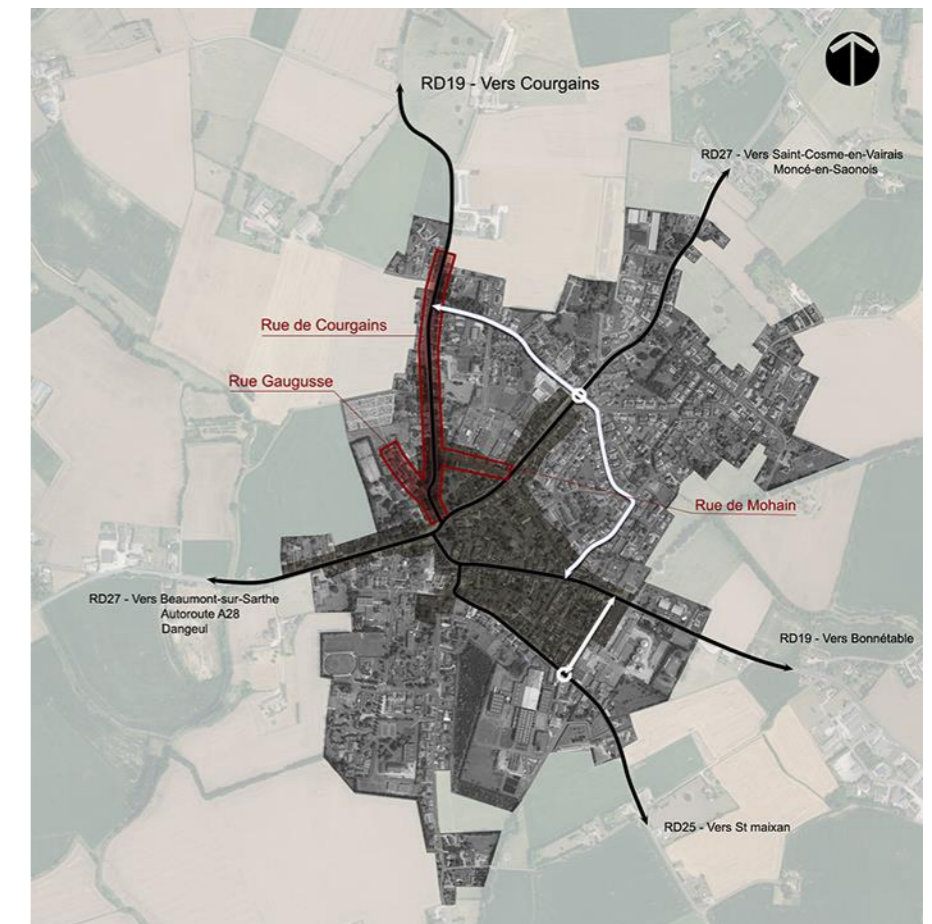 RD19 - Vers Courgains
RD27 - Vers Saint-Cosme-en-Vairais
Moncé-en-Saonois
Rue de Courgains
Rue Gaugusse
Rue de Mohain
RD27 - Vers Beaumont-sur-Sarthe
Autoroute A28
Dangeul
RD19 - Vers Bonnétable
RD25 - Vers St maixan